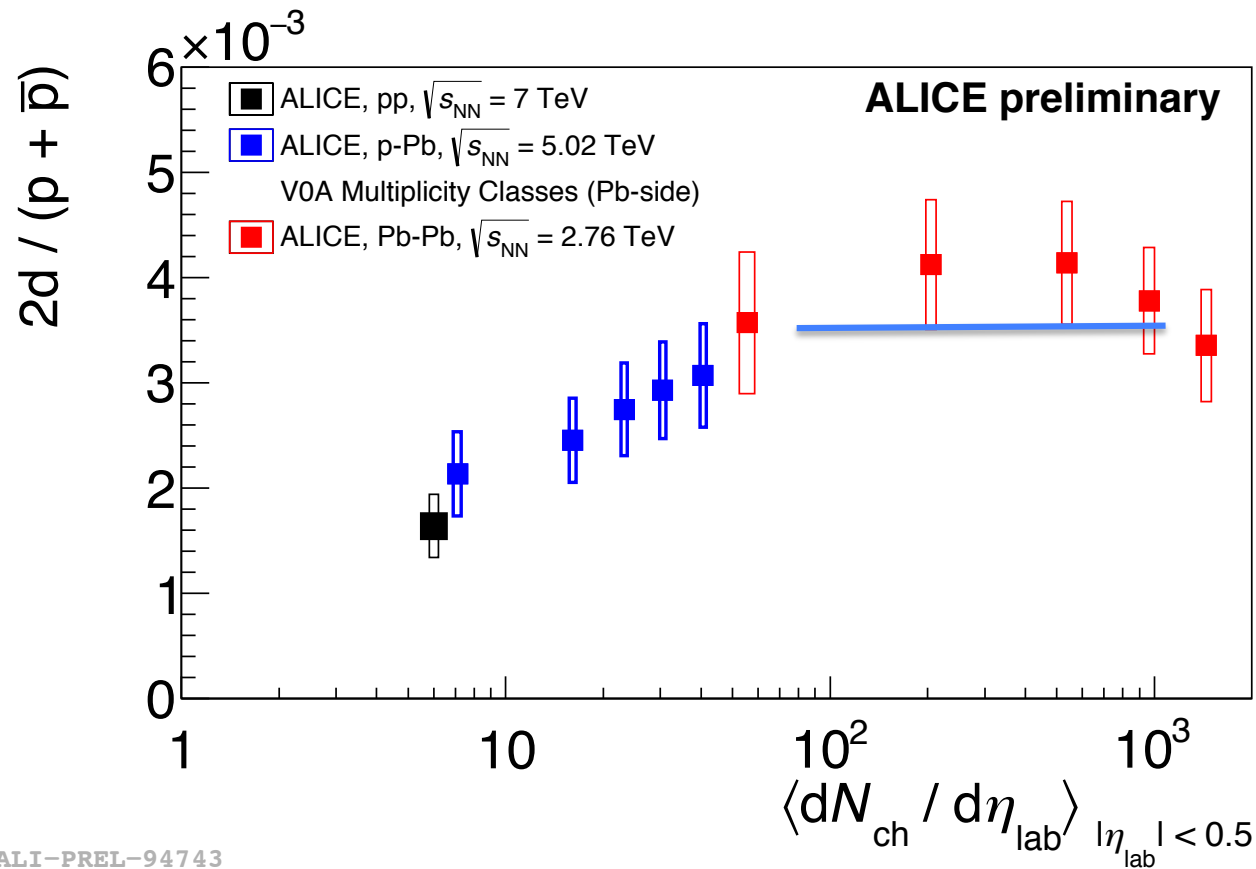 6×10⁻³
2d / (p + p̅)
ALICE, pp, √s_NN = 7 TeV
ALICE preliminary
ALICE, p-Pb, √s_NN = 5.02 TeV
5
V0A Multiplicity Classes (Pb-side)
ALICE, Pb-Pb, √s_NN = 2.76 TeV
4
3
2
1
0
1 10 10² 10³
⟨dN_ch / dη_lab⟩ |η_lab| < 0.5
ALI-PREL-94743